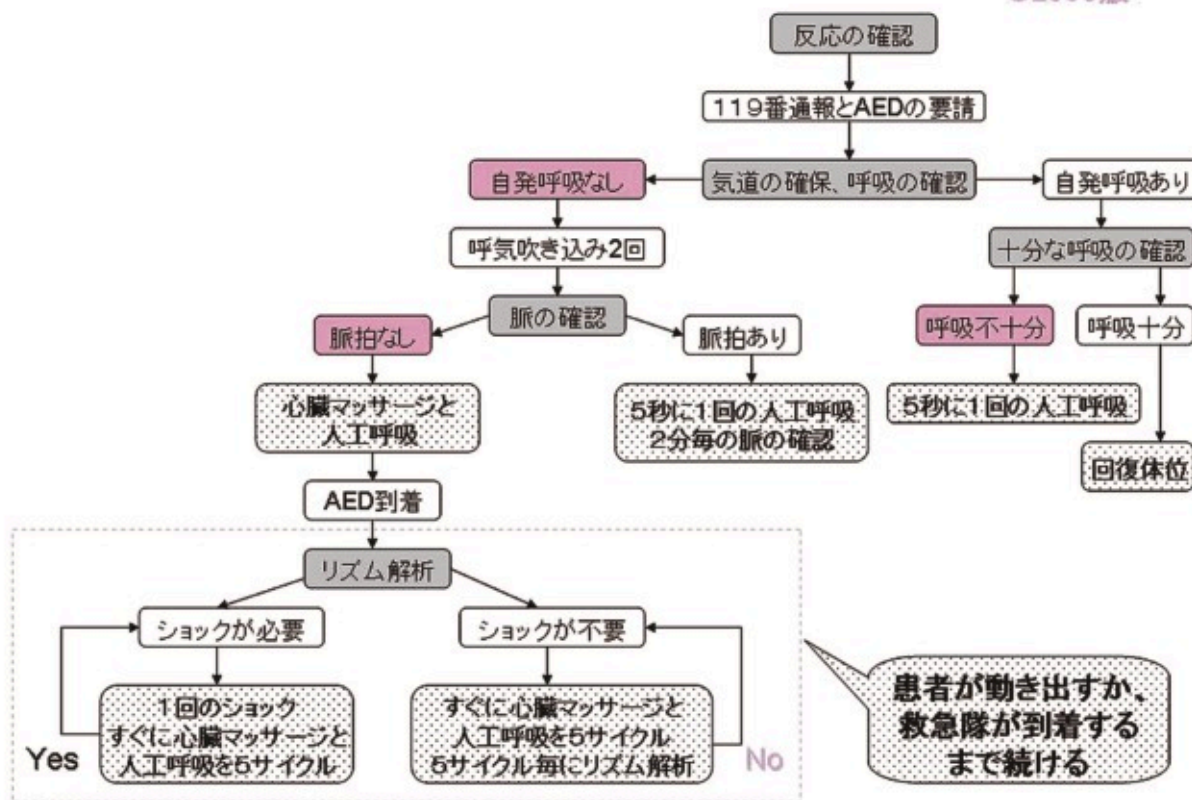 反応の確認
119番通報とAEDの要請
自発呼吸なし
気道の確保、呼吸の確認
自発呼吸あり
呼気吹き込み2回
十分な呼吸の確認
脈の確認
脈拍なし
脈拍あり
呼吸不十分
呼吸十分
心臓マッサージと
人工呼吸
5秒に1回の人工呼吸
2分毎の脈の確認
5秒に1回の人工呼吸
回復体位
AED到着
リズム解析
ショックが必要
ショックが不要
1回のショック
すぐに心臓マッサージと
人工呼吸を5サイクル
Yes
すぐに心臓マッサージと
人工呼吸を5サイクル
5サイクル毎にリズム解析
No
患者が動き出すか、
救急隊が到着する
まで続ける